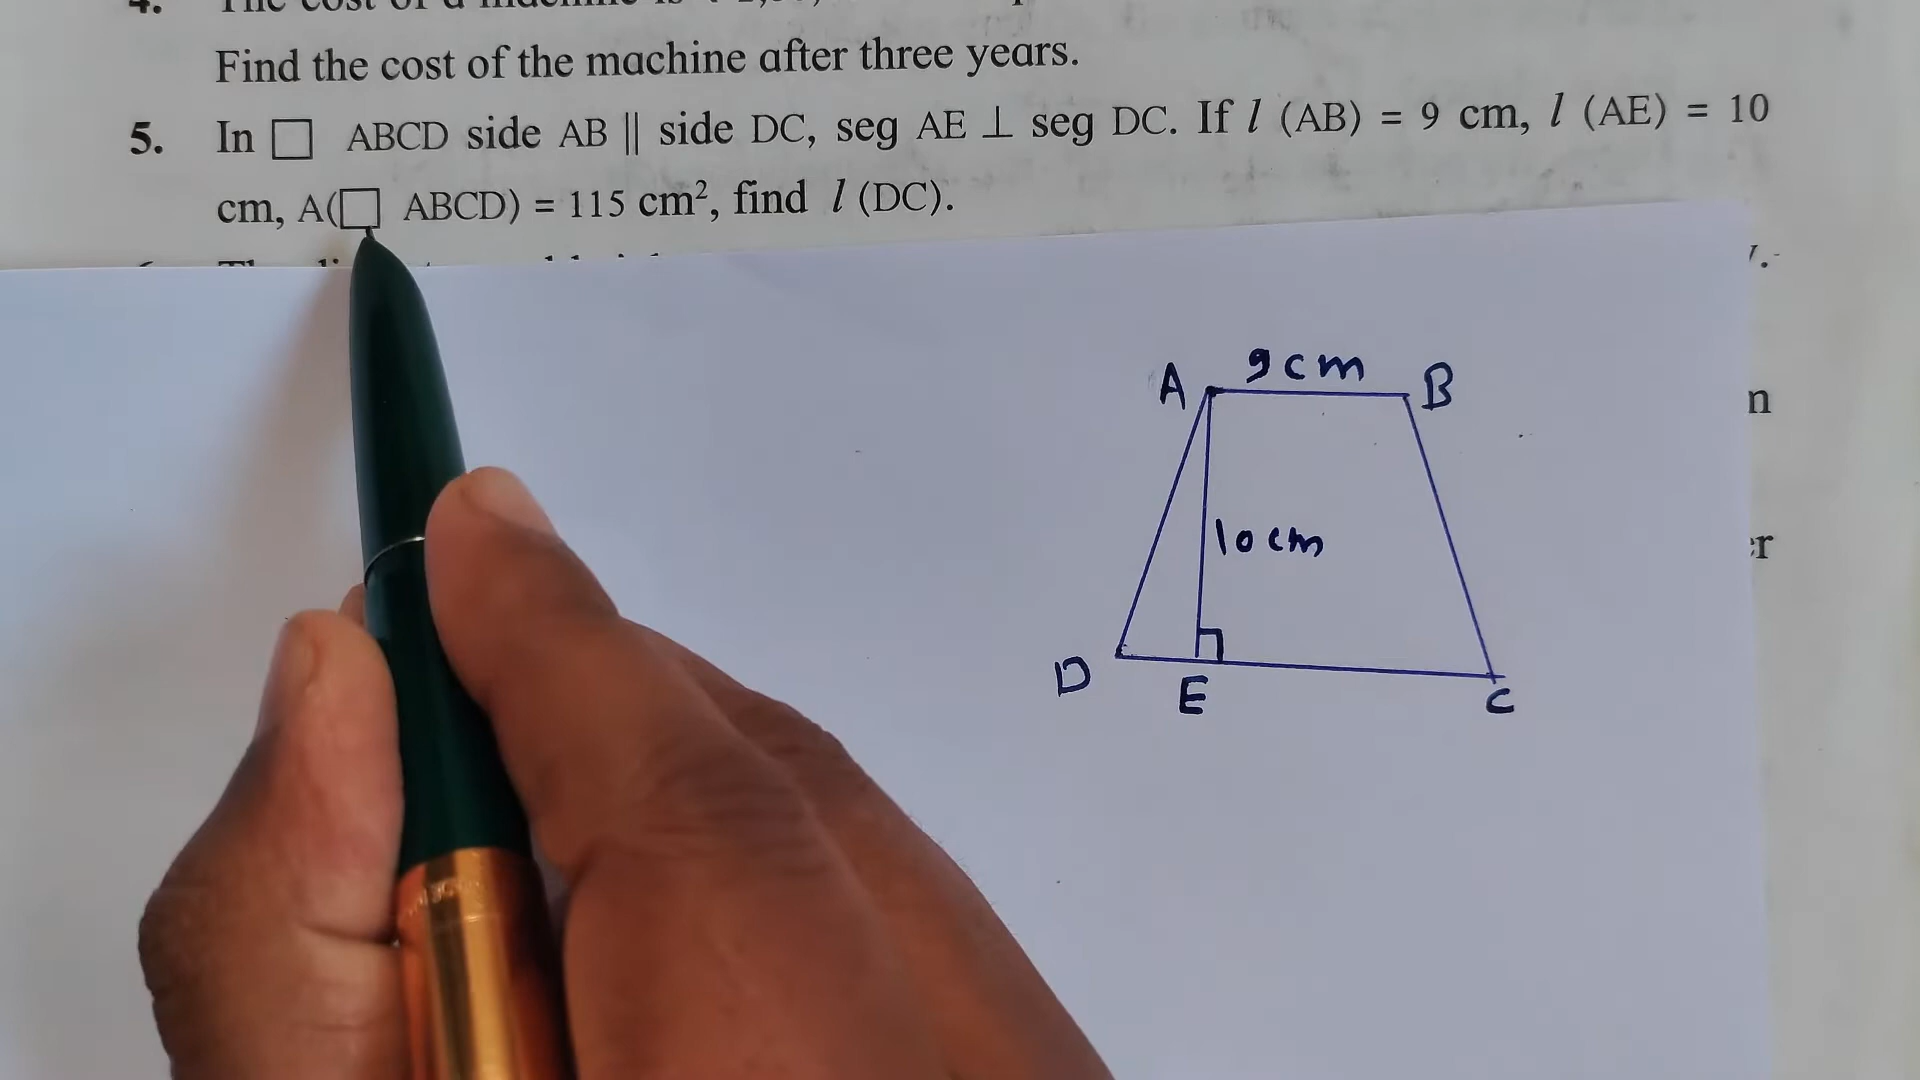 Find the cost of the machine after three years.
5. In □ ABCD side AB || side DC, seg AE ⊥ seg DC. If l (AB) = 9 cm, l (AE) = 10
cm, A(□ ABCD) = 115 cm², find l (DC).
A 9cm B
10cm
D E C